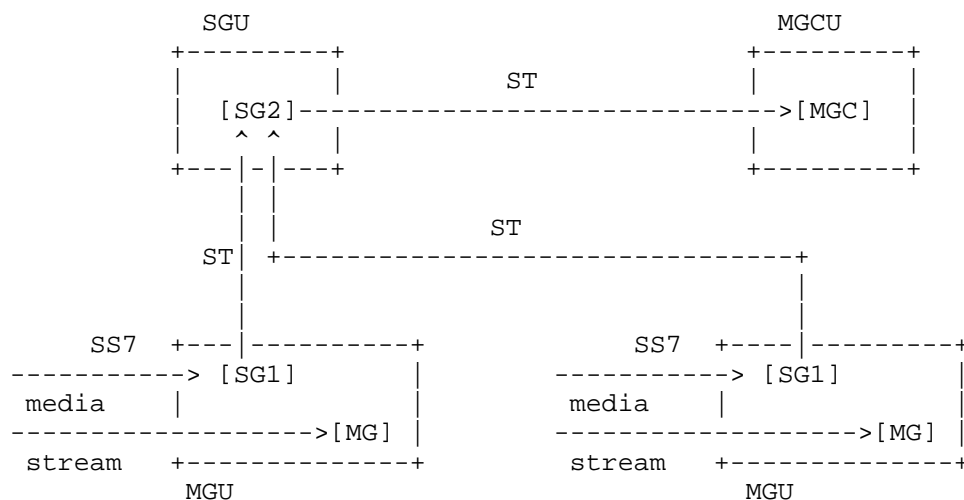 SGU MGCU
+---------+ +---------+
| | ST | |
| [SG2]------------------------------>[MGC] |
| ^ ^ | | |
+---|-|---+ +---------+
| |
| | ST
ST| +---------------------------------+
| |
| |
SS7 +---|----------+ SS7 +----|---------+
-----------> [SG1] | -----------> [SG1] |
media | | media | |
------------------->[MG] | ------------------->[MG] |
stream +--------------+ stream +--------------+
MGU MGU